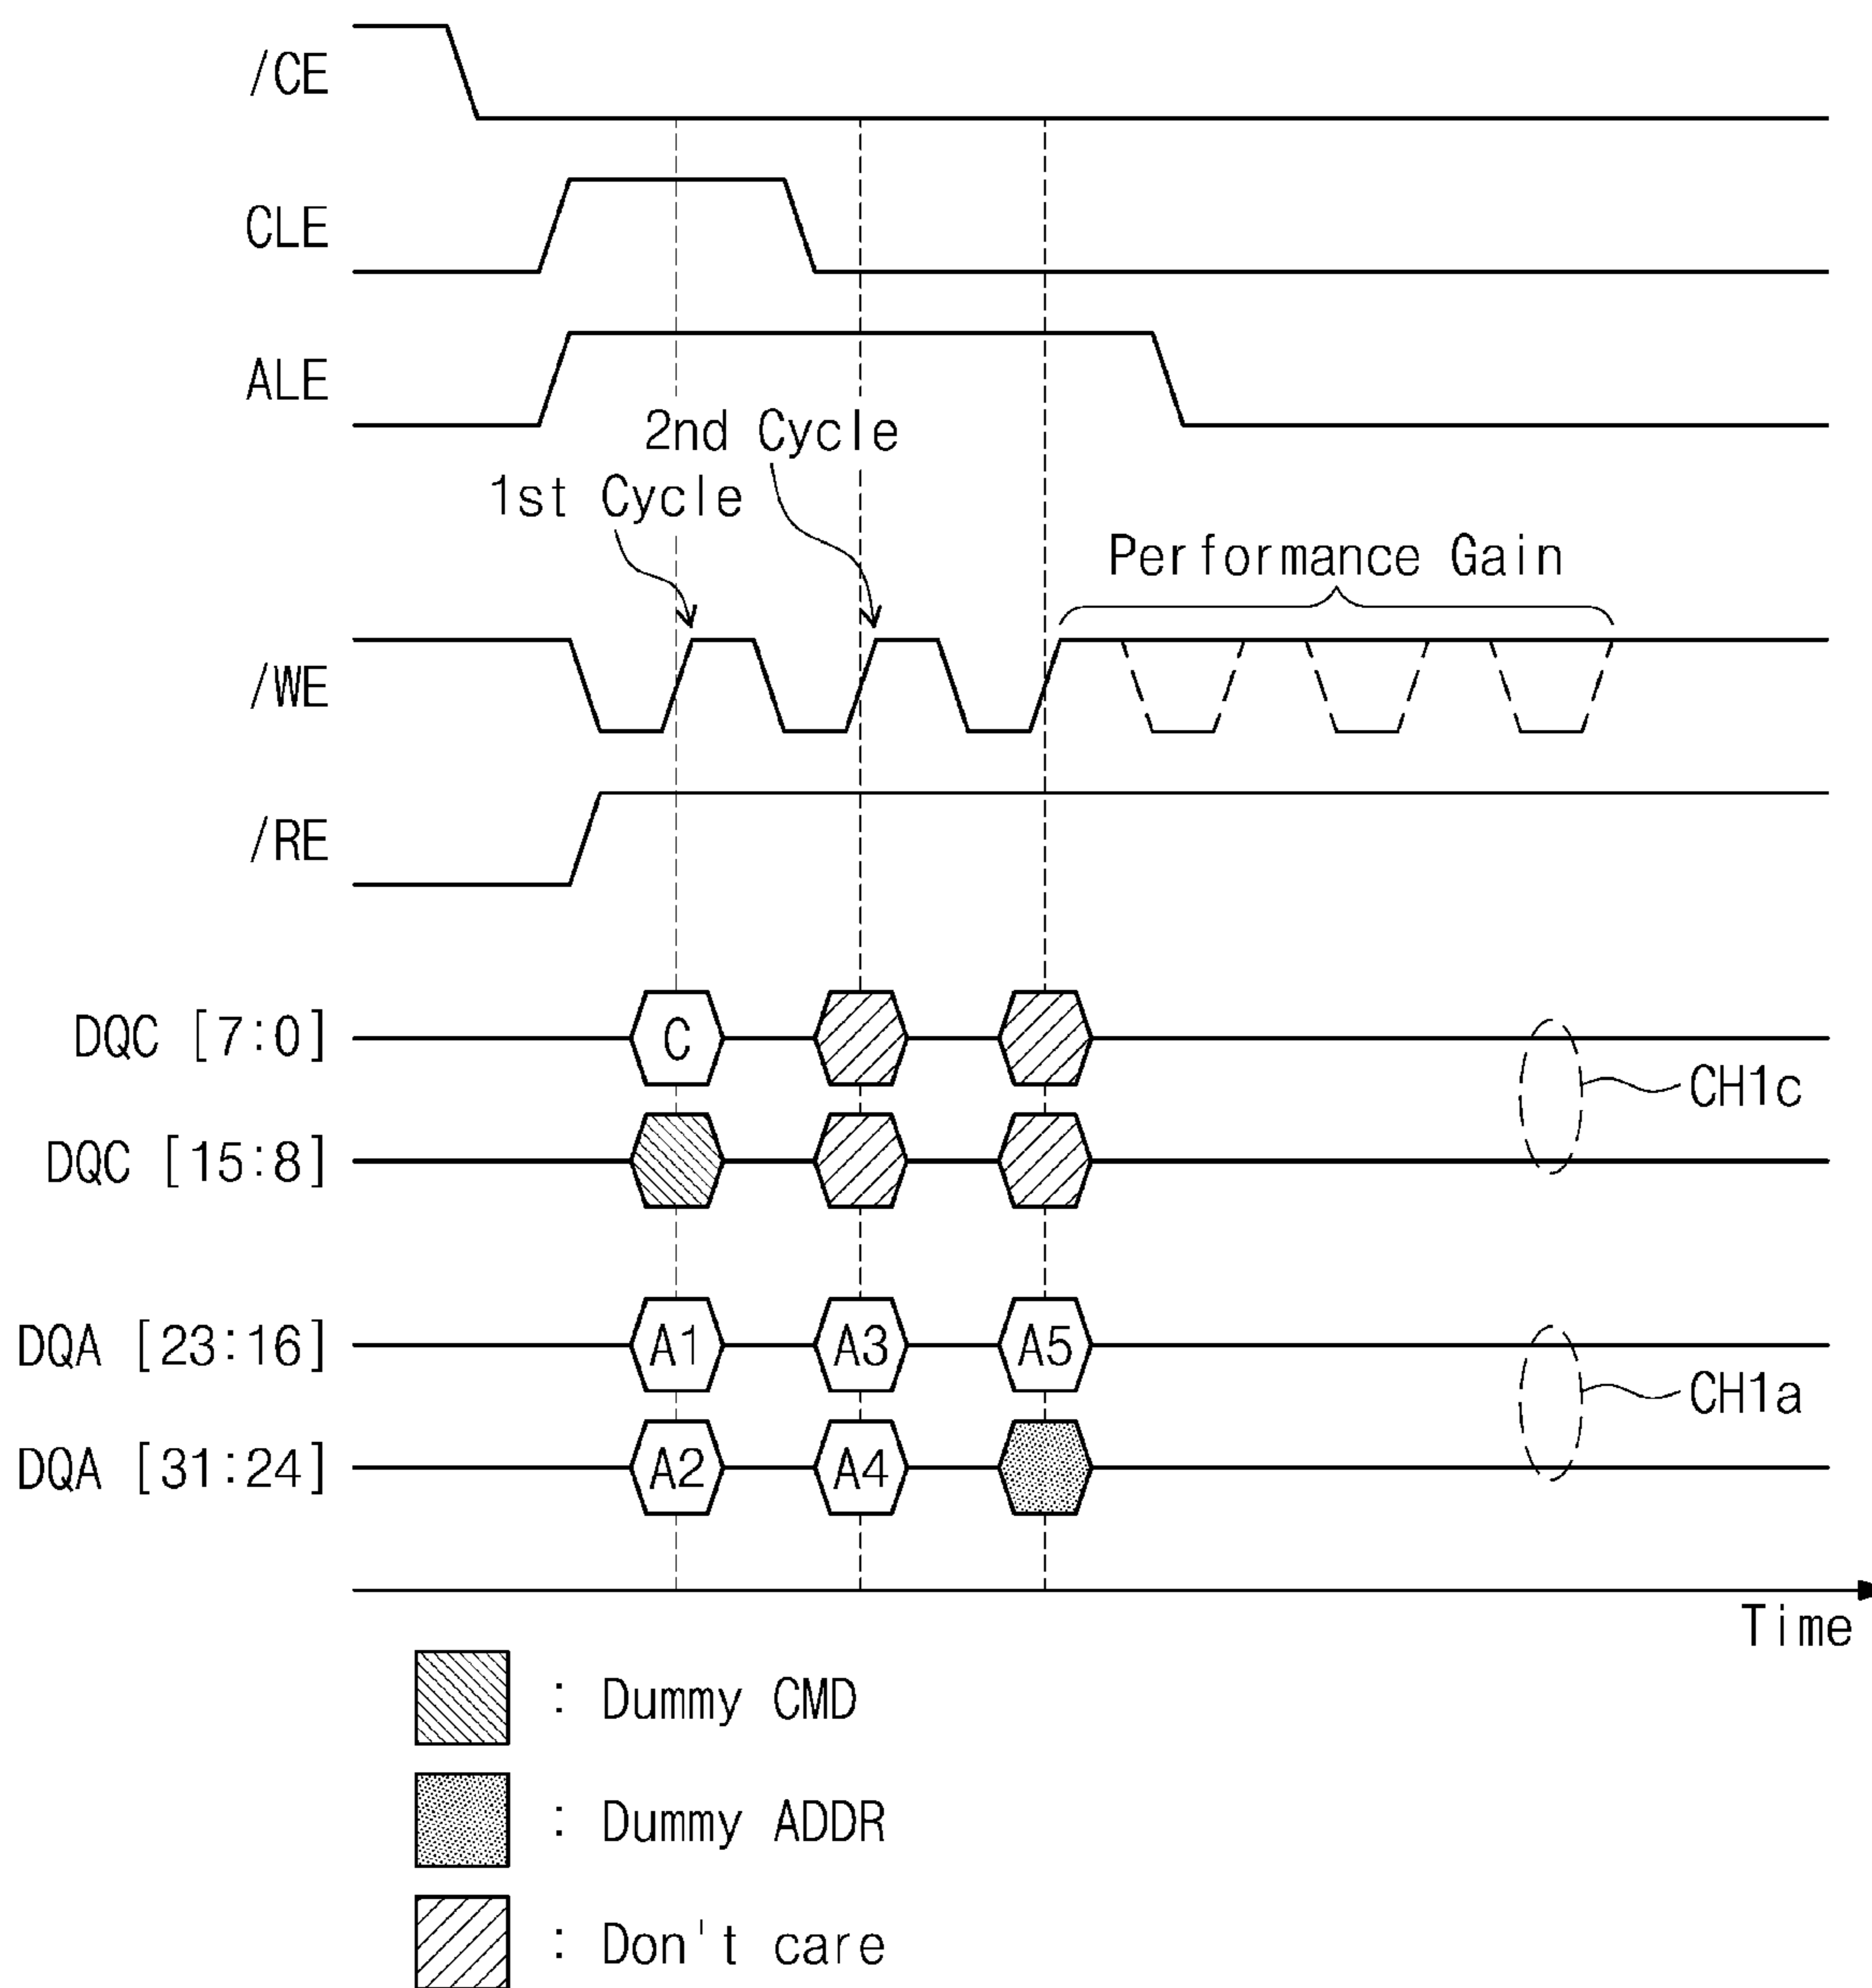 /CE
CLE
ALE
2nd Cycle
1st Cycle
Performance Gain
/WE
/RE
DQC [7:0]
C
CH1c
DQC [15:8]
DQA [23:16]
A1
A3
A5
CH1a
DQA [31:24]
A2
A4
Time
: Dummy CMD
: Dummy ADDR
: Don't care